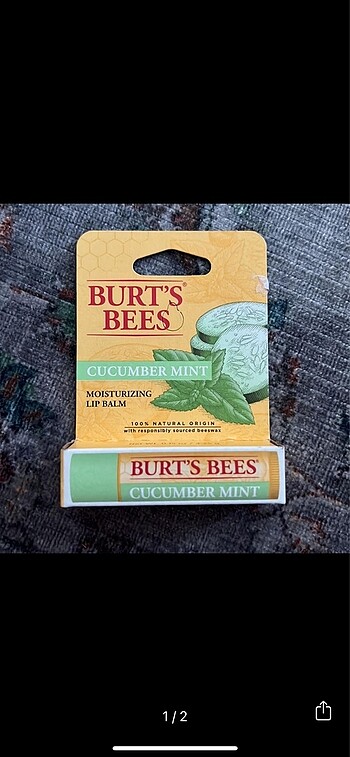 BURT'S
BEES
CUCUMBER MINT
MOISTURIZING
LIP BALM
100% NATURAL ORIGIN
with responsibly sourced beeswax
BURT'S BEES
CUCUMBER MINT
1/2